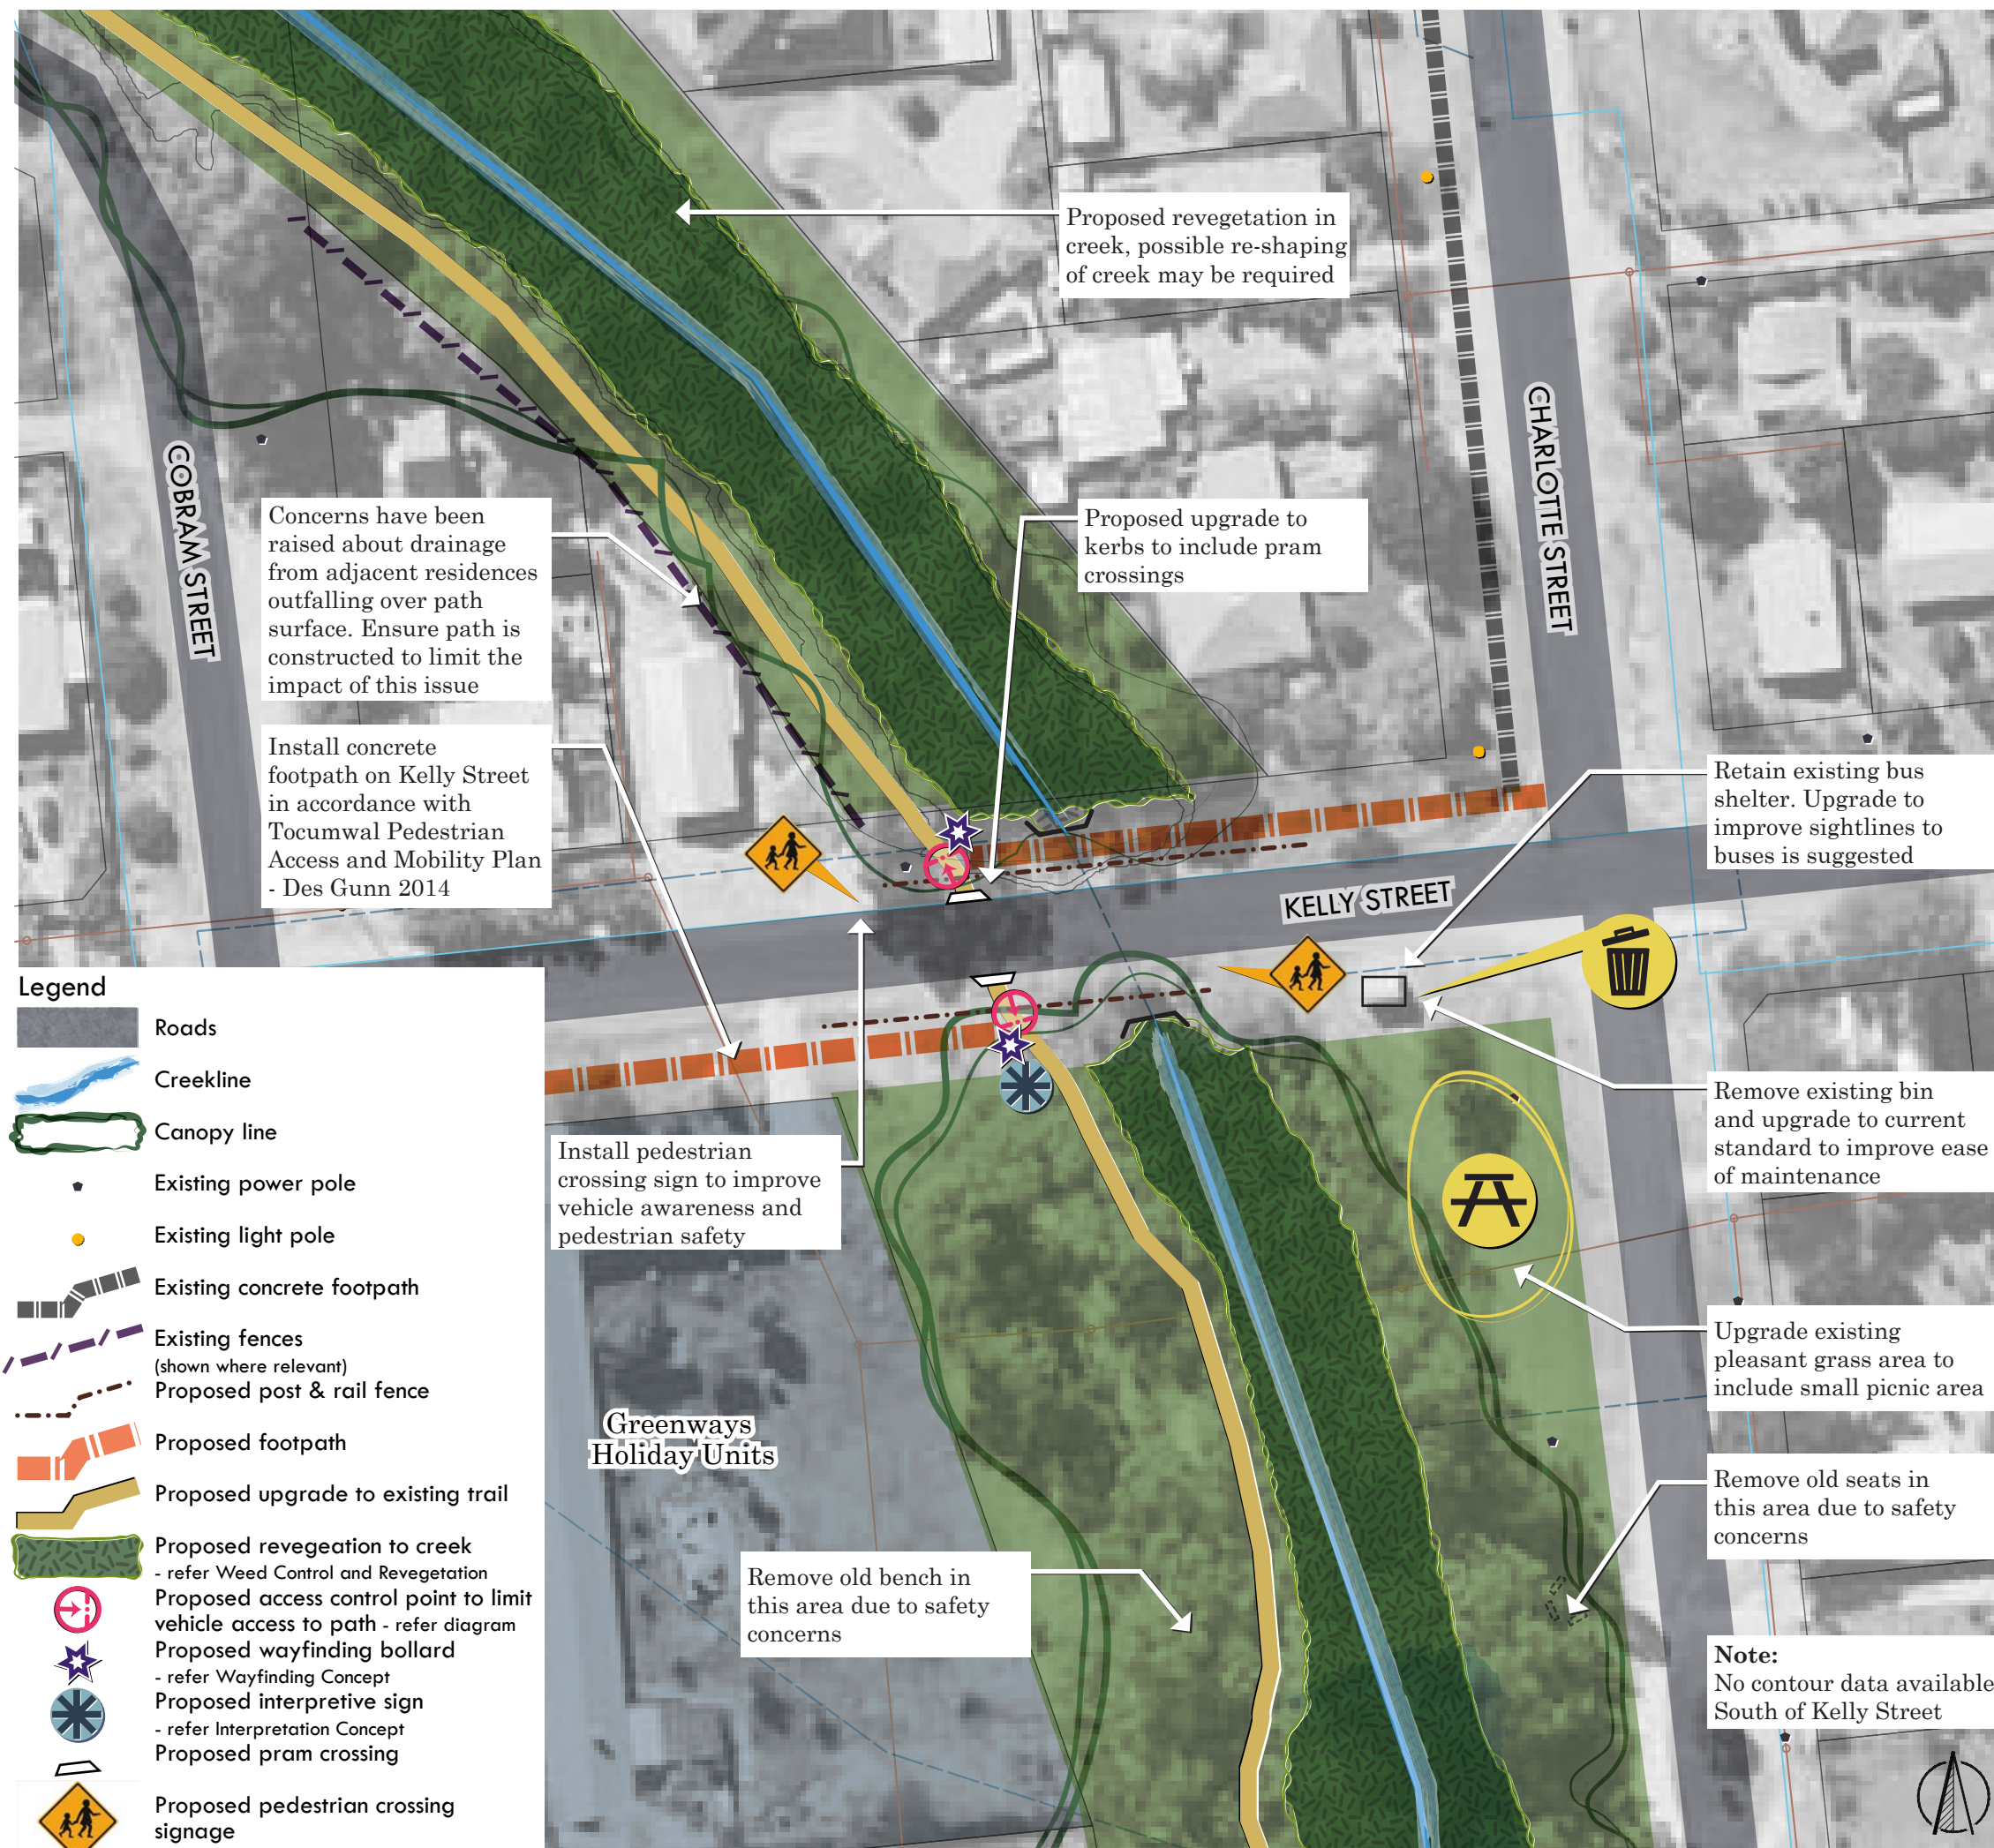 Proposed revegetation in
creek, possible re-shaping
of creek may be required
COBRAM STREET
CHARLOTTE STREET
Concerns have been
raised about drainage
from adjacent residences
outfalling over path
surface. Ensure path is
constructed to limit the
impact of this issue
Proposed upgrade to
kerbs to include pram
crossings
Install concrete
footpath on Kelly Street
in accordance with
Tocumwal Pedestrian
Access and Mobility Plan
- Des Gunn 2014
Retain existing bus
shelter. Upgrade to
improve sightlines to
buses is suggested
KELLY STREET
Remove existing bin
and upgrade to current
standard to improve ease
of maintenance
Install pedestrian
crossing sign to improve
vehicle awareness and
pedestrian safety
Upgrade existing
pleasant grass area to
include small picnic area
Greenways
Holiday Units
Remove old seats in
this area due to safety
concerns
Remove old bench in
this area due to safety
concerns
Note:
No contour data available
South of Kelly Street
Legend
Roads
Creekline
Canopy line
Existing power pole
Existing light pole
Existing concrete footpath
Existing fences
(shown where relevant)
Proposed post & rail fence
Proposed footpath
Proposed upgrade to existing trail
Proposed revegeation to creek
- refer Weed Control and Revegetation
Proposed access control point to limit
vehicle access to path - refer diagram
Proposed wayfinding bollard
- refer Wayfinding Concept
Proposed interpretive sign
- refer Interpretation Concept
Proposed pram crossing
Proposed pedestrian crossing
signage